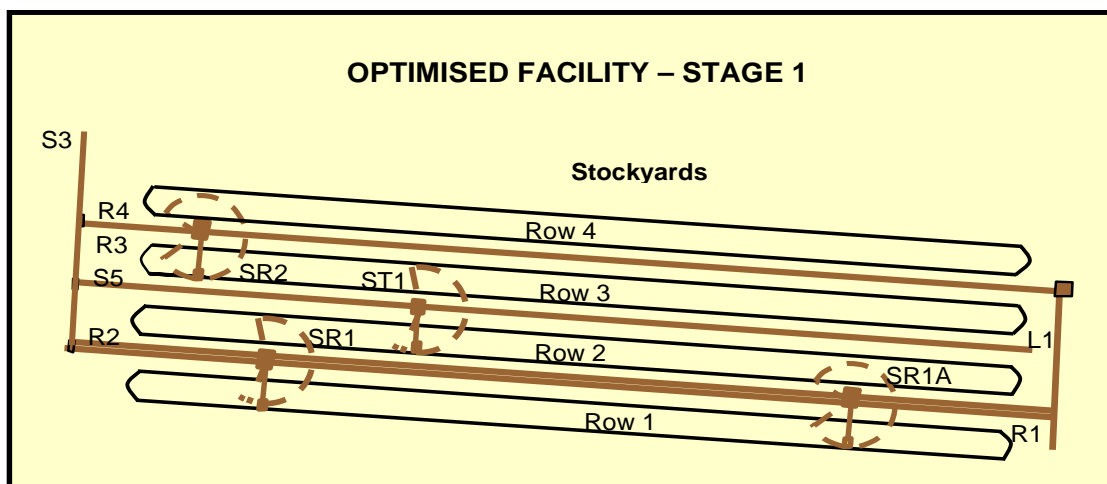 OPTIMISED FACILITY – STAGE 1
Stockyards
S3
R4
Row 4
R3
SR2
S5
ST1
Row 3
R2
SR1
Row 2
L1
SR1A
Row 1
R1